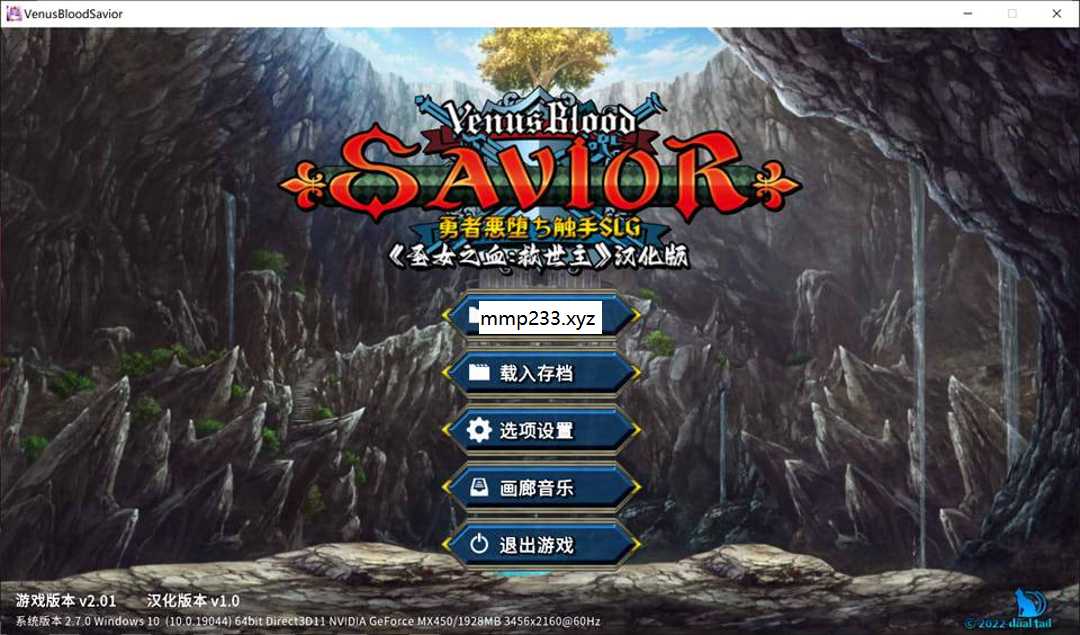 VenusBloodSavior
VenusBlood
SAVIOR
勇者悪堕ち触手SLG
《圣女之血:救世主》汉化版
mmp233.xyz
载入存档
选项设置
画廊音乐
退出游戏
游戏版本 v2.01 汉化版本 v1.0
系统版本 2.7.0 Windows 10 (10.0.19044) 64bit Direct3D11 NVIDIA GeForce MX450/1928MB 3456x2160@60Hz
©2022 dual tail